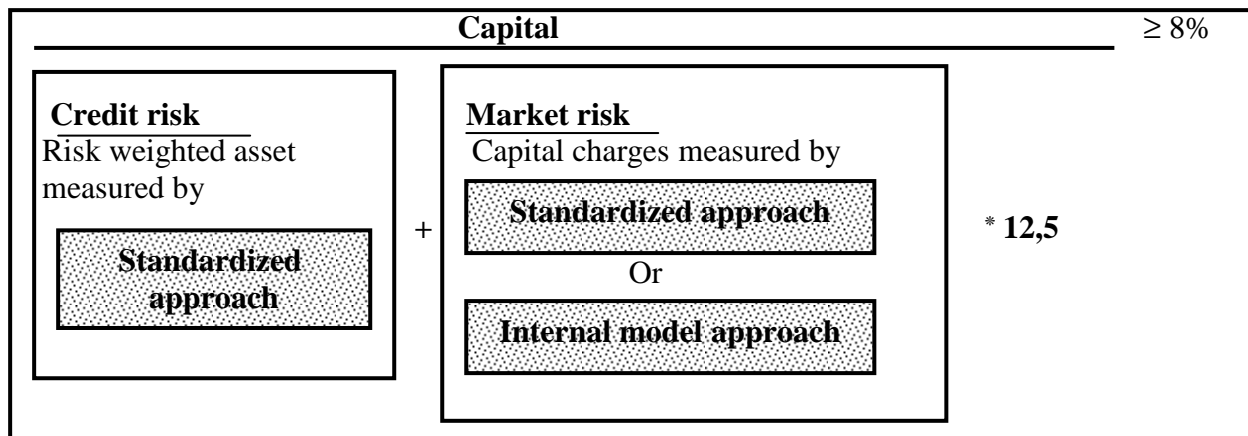 Capital
≥ 8%
Credit risk
Risk weighted asset
measured by
Standardized
approach
+
Market risk
Capital charges measured by
Standardized approach
Or
Internal model approach
* 12,5